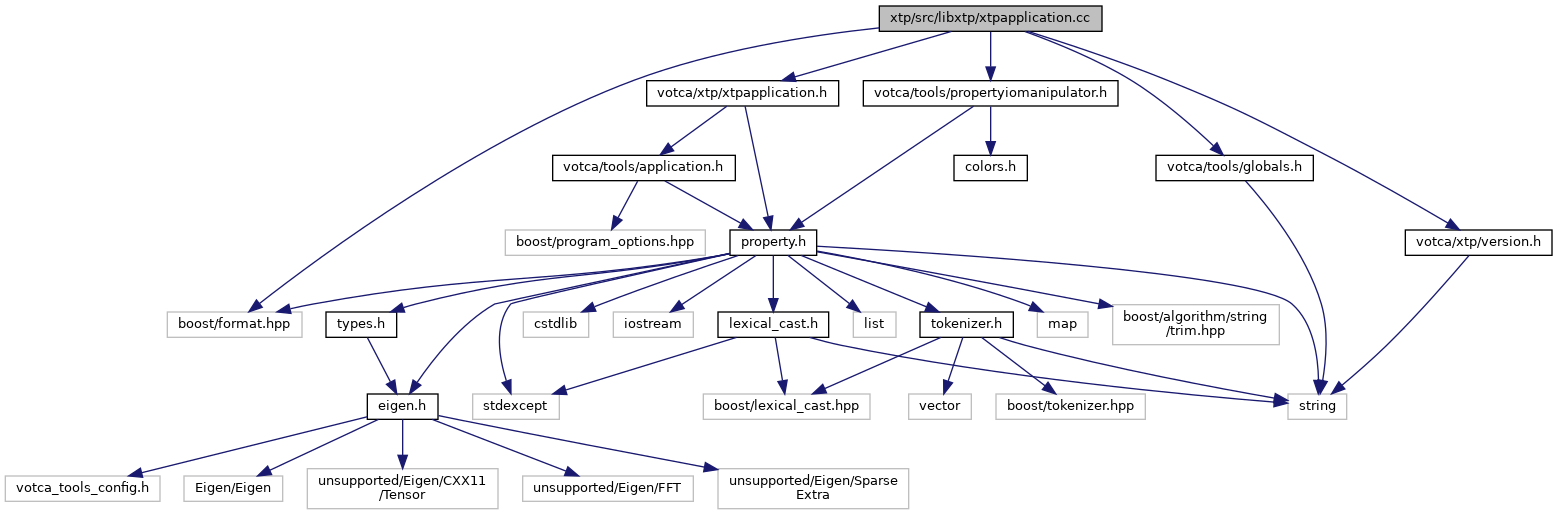 xtp/src/libxtp/xtpapplication.cc
votca/xtp/xtpapplication.h
votca/tools/propertyiomanipulator.h
votca/tools/application.h
colors.h
votca/tools/globals.h
boost/program_options.hpp
property.h
votca/xtp/version.h
boost/format.hpp
types.h
cstdlib
iostream
lexical_cast.h
list
tokenizer.h
map
boost/algorithm/string
/trim.hpp
eigen.h
stdexcept
boost/lexical_cast.hpp
vector
boost/tokenizer.hpp
string
votca_tools_config.h
Eigen/Eigen
unsupported/Eigen/CXX11
/Tensor
unsupported/Eigen/FFT
unsupported/Eigen/Sparse
Extra